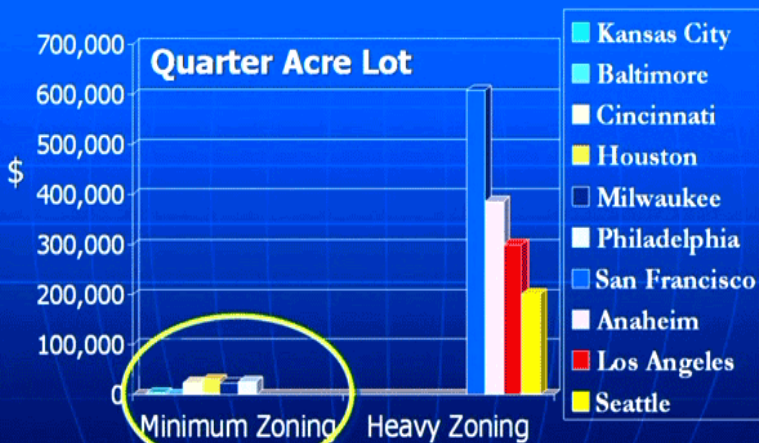 Quarter Acre Lot
$
700,000
600,000
500,000
400,000
300,000
200,000
100,000
0
Minimum Zoning
Heavy Zoning
Kansas City
Baltimore
Cincinnati
Houston
Milwaukee
Philadelphia
San Francisco
Anaheim
Los Angeles
Seattle